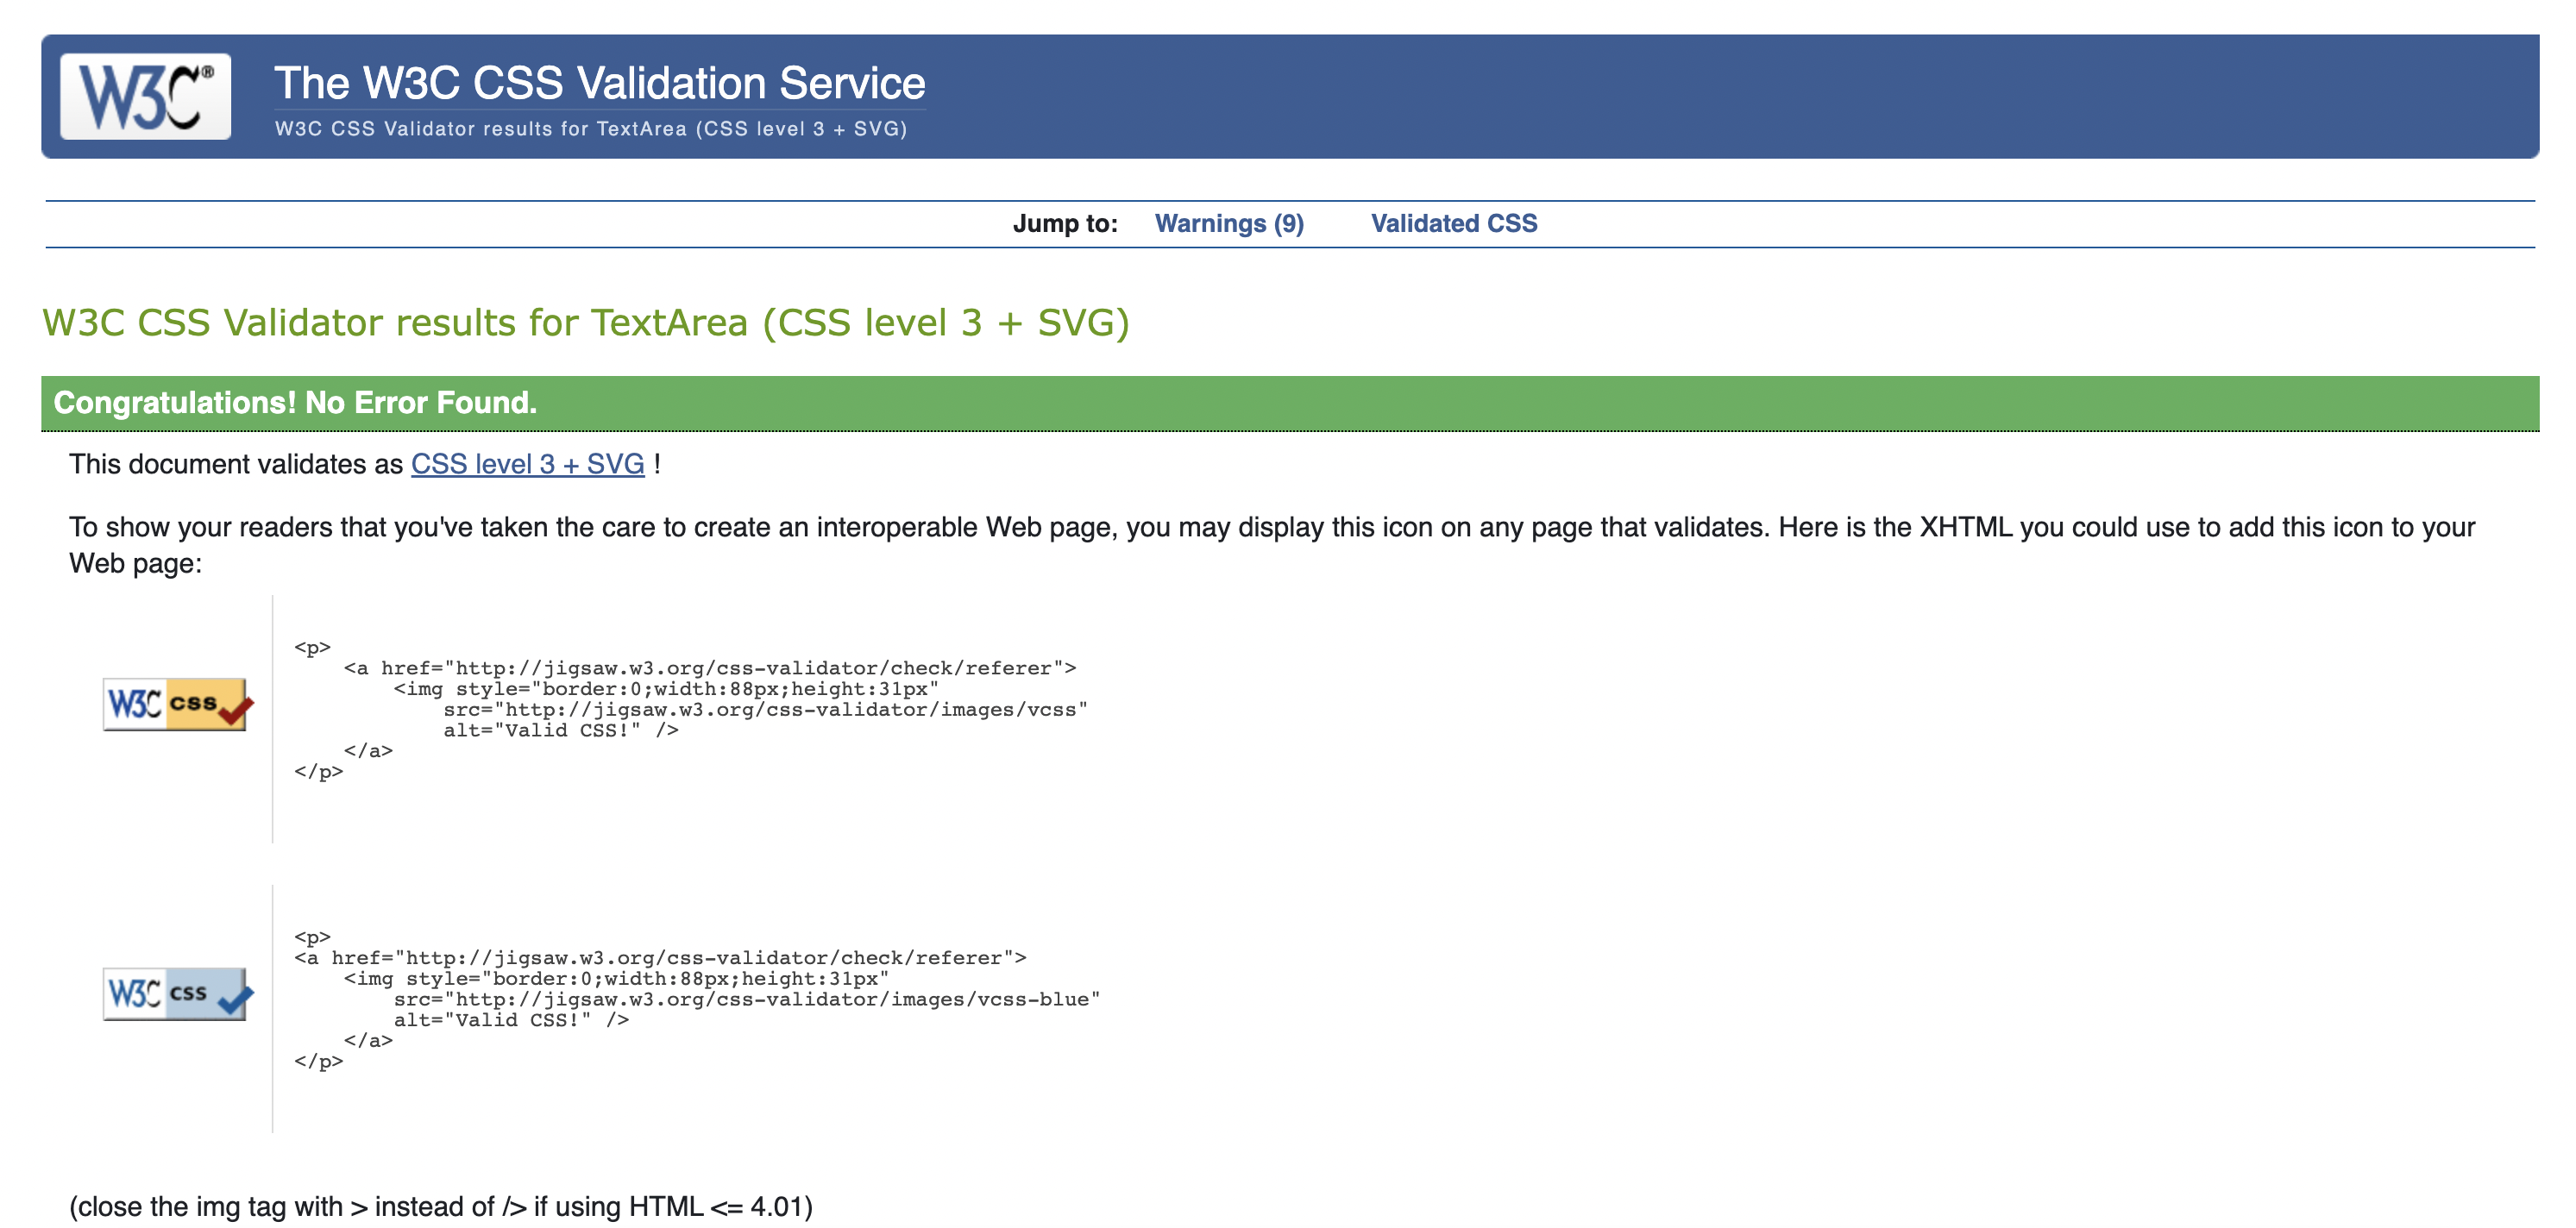 W3C®
The W3C CSS Validation Service
W3C CSS Validator results for TextArea (CSS level 3 + SVG)
Jump to: Warnings (9) Validated CSS
W3C CSS Validator results for TextArea (CSS level 3 + SVG)
Congratulations! No Error Found.
This document validates as CSS level 3 + SVG !
To show your readers that you've taken the care to create an interoperable Web page, you may display this icon on any page that validates. Here is the XHTML you could use to add this icon to your
Web page:
W3C css
<p>
    <a href="http://jigsaw.w3.org/css-validator/check/referer">
        <img style="border:0;width:88px;height:31px"
            src="http://jigsaw.w3.org/css-validator/images/vcss"
            alt="Valid CSS!" />
    </a>
</p>
W3C css
<p>
<a href="http://jigsaw.w3.org/css-validator/check/referer">
    <img style="border:0;width:88px;height:31px"
        src="http://jigsaw.w3.org/css-validator/images/vcss-blue"
        alt="Valid CSS!" />
    </a>
</p>
(close the img tag with > instead of /> if using HTML <= 4.01)